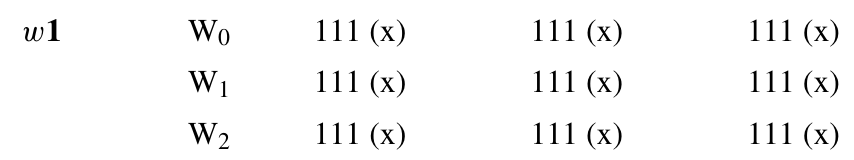 w1 W₀ 111 (x) 111 (x) 111 (x)
W₁ 111 (x) 111 (x) 111 (x)
W₂ 111 (x) 111 (x) 111 (x)